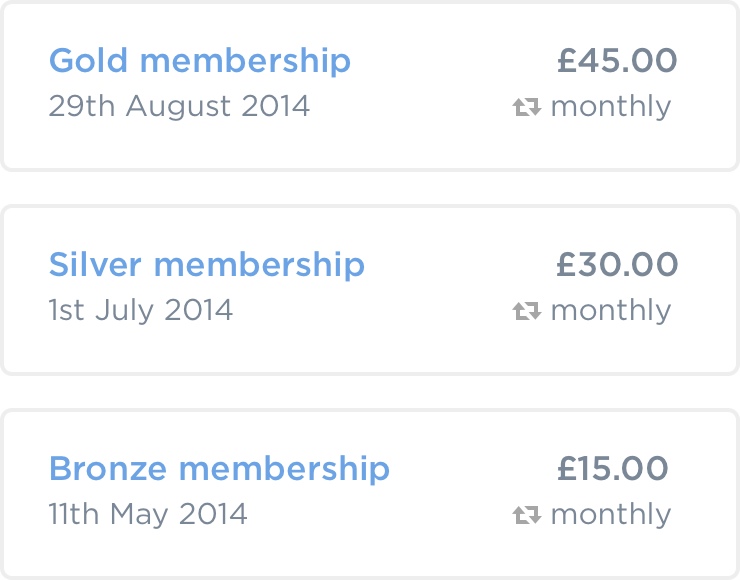 Gold membership £45.00
29th August 2014 monthly
Silver membership £30.00
1st July 2014 monthly
Bronze membership £15.00
11th May 2014 monthly